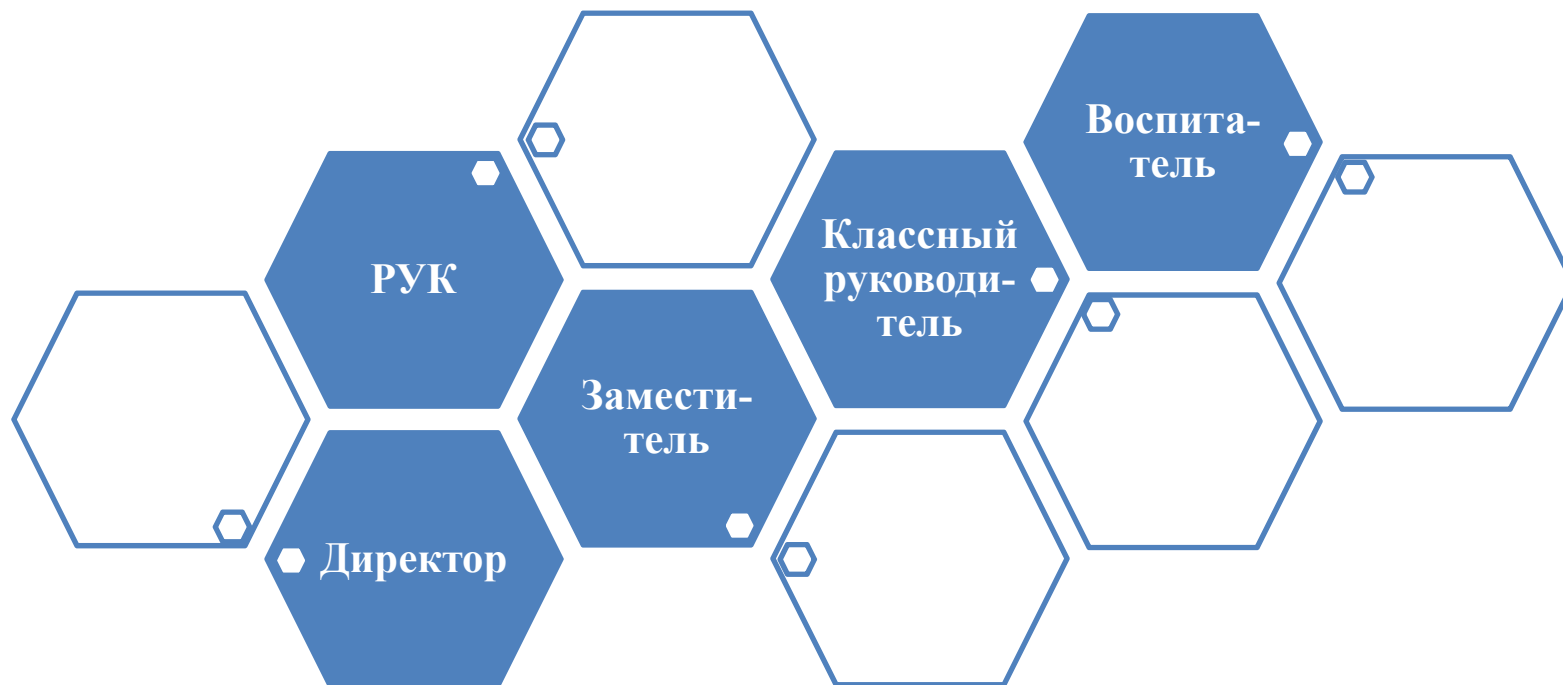 РУК
Директор
Замести-
тель
Классный
руководи-
тель
Воспита-
тель